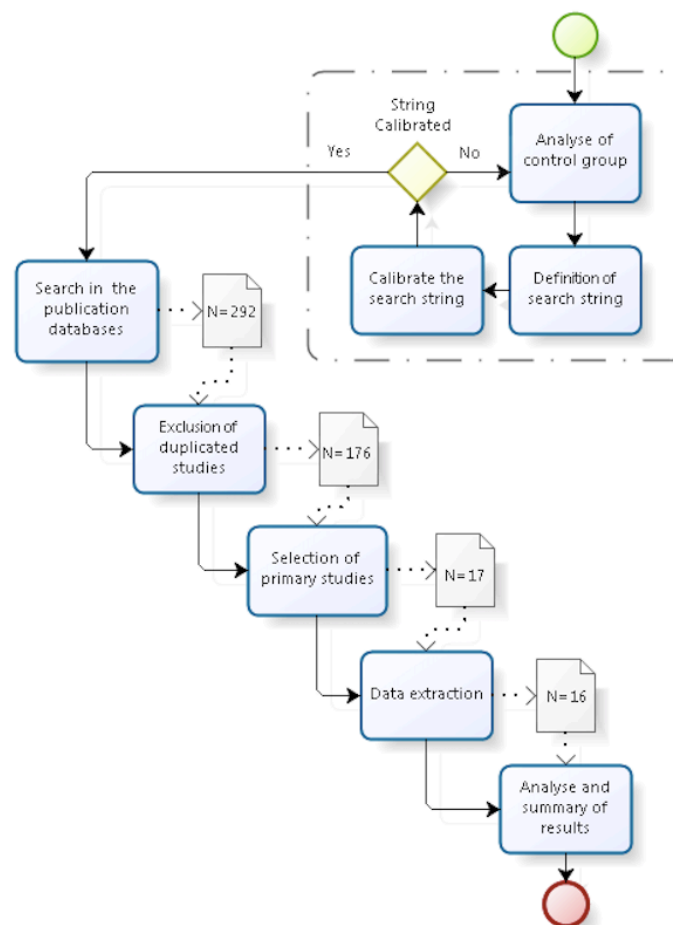 String
Calibrated
Yes
No
Analyse of
control group
Calibrate the
search string
Definition of
search string
Search in the
publication
databases
N=292
Exclusion of
duplicated
studies
N=176
Selection of
primary studies
N=17
Data extraction
N=16
Analyse and
summary of
results